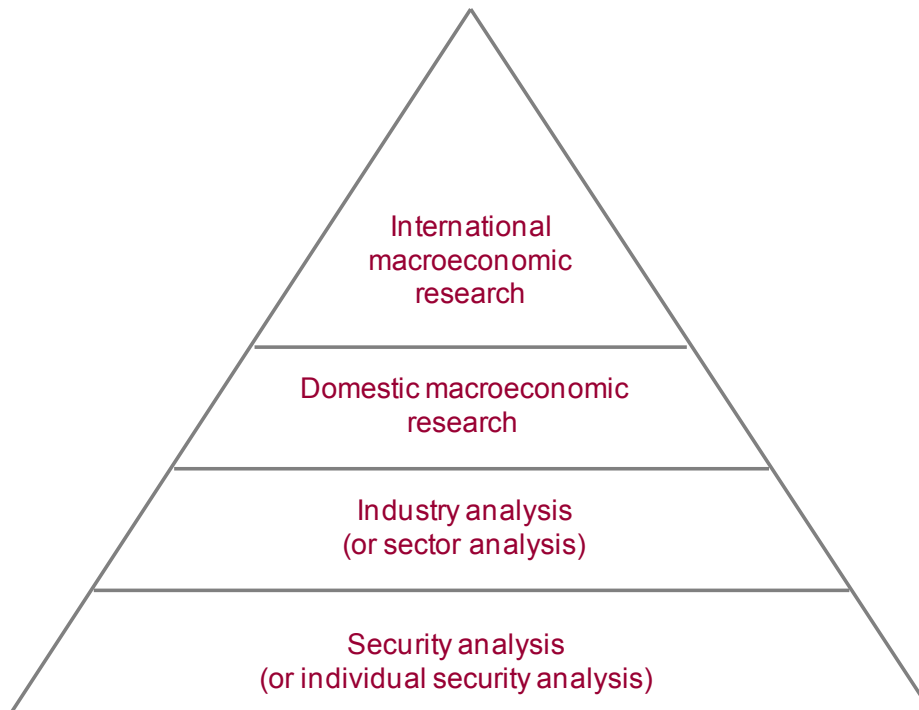 International
macroeconomic
research
Domestic macroeconomic
research
Industry analysis
(or sector analysis)
Security analysis
(or individual security analysis)